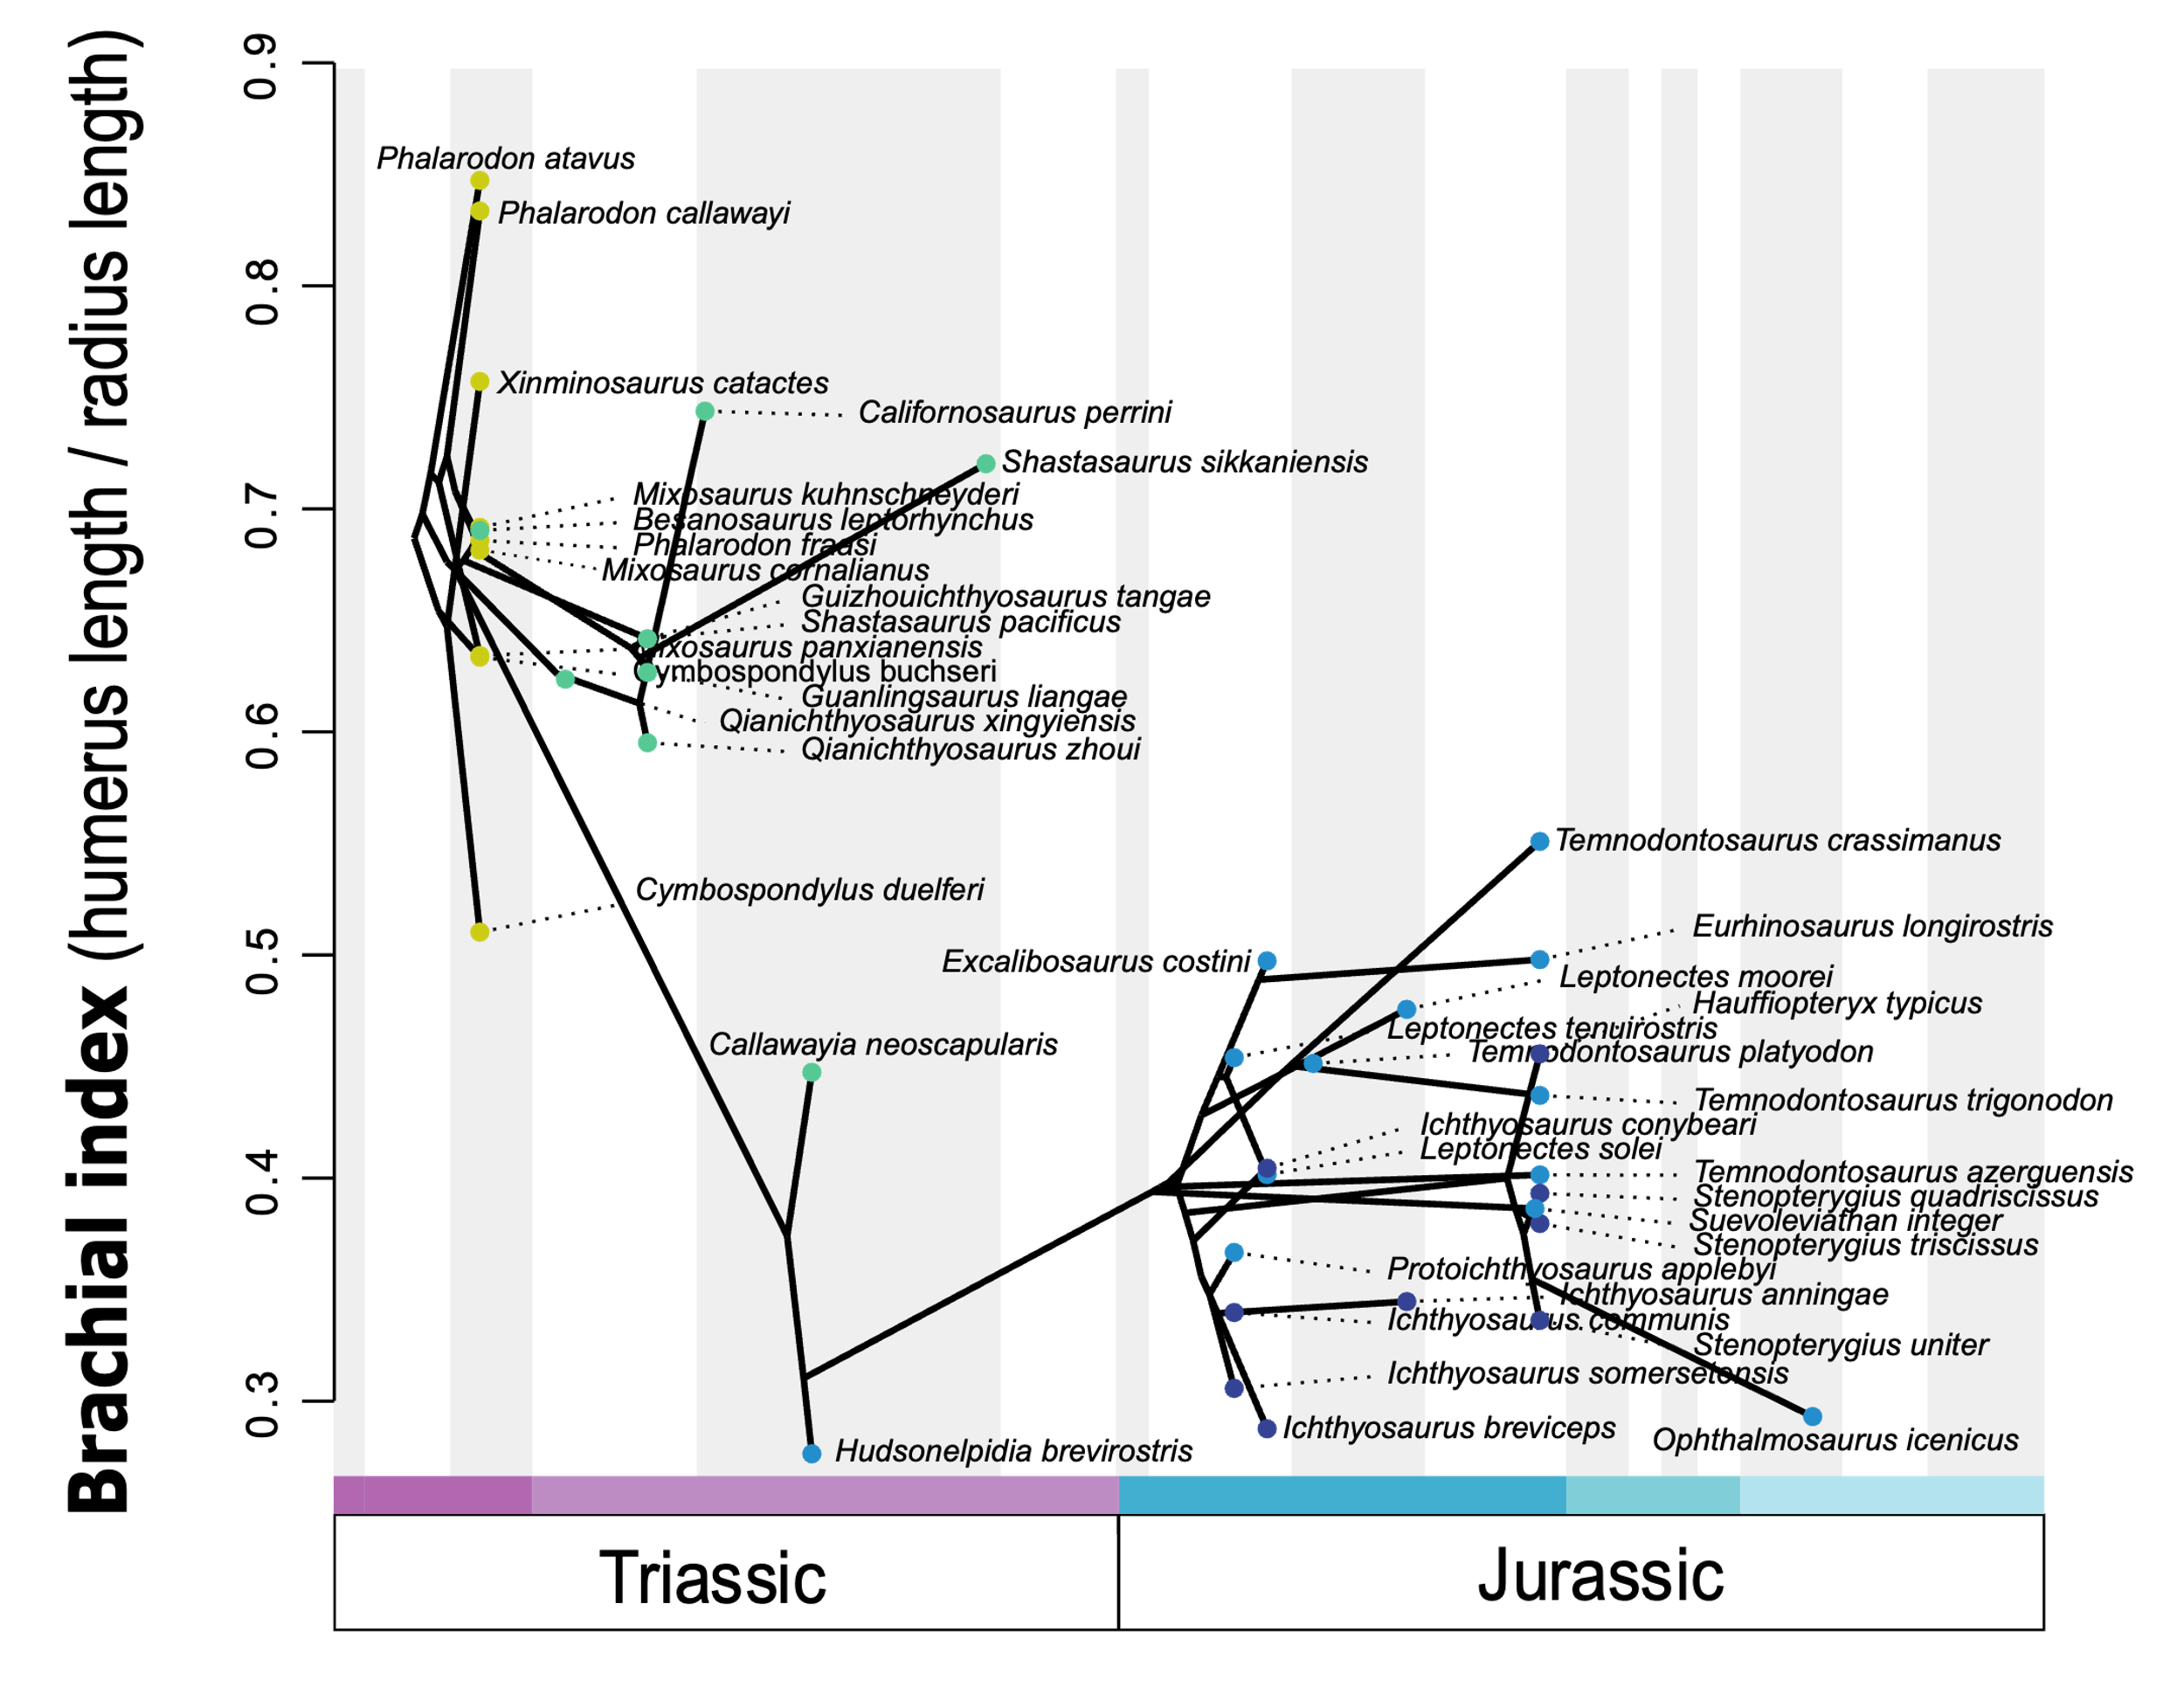 Brachial index (humerus length / radius length)
0.9
0.8
0.7
0.6
0.5
0.4
0.3
Phalarodon atavus
Phalarodon callawayi
Xinminosaurus catactes
Californosaurus perrini
Shastasaurus sikkaniensis
Mixosaurus kuhnschneyderi
Besanosaurus leptorhynchus
Phalarodon fraasi
Mixosaurus cornalianus
Guizhouichthyosaurus tangae
Shastasaurus pacificus
Mixosaurus panxianensis
Cymbospondylus buchseri
Guanlingsaurus liangae
Qianichthyosaurus xingyiensis
Qianichthyosaurus zhoui
Temnodontosaurus crassimanus
Cymbospondylus duelferi
Eurhinosaurus longirostris
Excalibosaurus costini
Leptonectes moorei
Hauffiopteryx typicus
Leptonectes tenuirostris
Callawayia neoscapularis
Temnodontosaurus platyodon
Temnodontosaurus trigonodon
Ichthyosaurus conybeari
Leptonectes solei
Temnodontosaurus azerguensis
Stenopterygius quadriscissus
Suevoleviathan integer
Stenopterygius triscissus
Protoichthyosaurus applebyi
Ichthyosaurus anningae
Ichthyosaurus communis
Stenopterygius uniter
Ichthyosaurus somersetensis
Ichthyosaurus breviceps
Ophthalmosaurus icenicus
Hudsonelpidia brevirostris
Triassic
Jurassic